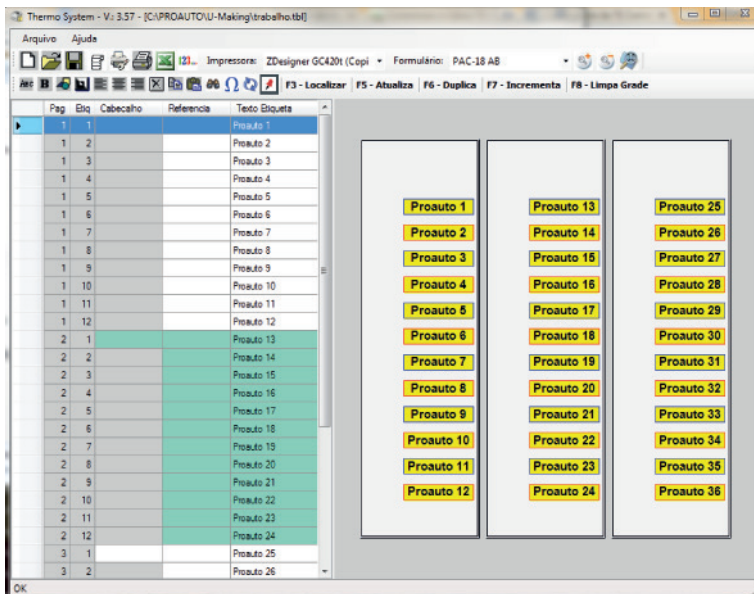 Thermo System - V.: 3.57 - [C:\PROAUTO\U-Making\trabalho.tbl]
Arquivo Ajuda
123... Impressora: ZDesigner GC420t (Copi Formulário: PAC-18 AB
Abc B F3 - Localizar F5 - Atualiza F6 - Duplica F7 - Incrementa F8 - Limpa Grade
Pag Etiq Cabecalho Referencia Texto Etiqueta
1 1 Proauto 1
1 2 Proauto 2
1 3 Proauto 3
1 4 Proauto 4
1 5 Proauto 5
1 6 Proauto 6
1 7 Proauto 7
1 8 Proauto 8
1 9 Proauto 9
1 10 Proauto 10
1 11 Proauto 11
1 12 Proauto 12
2 1 Proauto 13
2 2 Proauto 14
2 3 Proauto 15
2 4 Proauto 16
2 5 Proauto 17
2 6 Proauto 18
2 7 Proauto 19
2 8 Proauto 20
2 9 Proauto 21
2 10 Proauto 22
2 11 Proauto 23
2 12 Proauto 24
3 1 Proauto 25
3 2 Proauto 26
Proauto 1 Proauto 13 Proauto 25
Proauto 2 Proauto 14 Proauto 26
Proauto 3 Proauto 15 Proauto 27
Proauto 4 Proauto 16 Proauto 28
Proauto 5 Proauto 17 Proauto 29
Proauto 6 Proauto 18 Proauto 30
Proauto 7 Proauto 19 Proauto 31
Proauto 8 Proauto 20 Proauto 32
Proauto 9 Proauto 21 Proauto 33
Proauto 10 Proauto 22 Proauto 34
Proauto 11 Proauto 23 Proauto 35
Proauto 12 Proauto 24 Proauto 36
OK